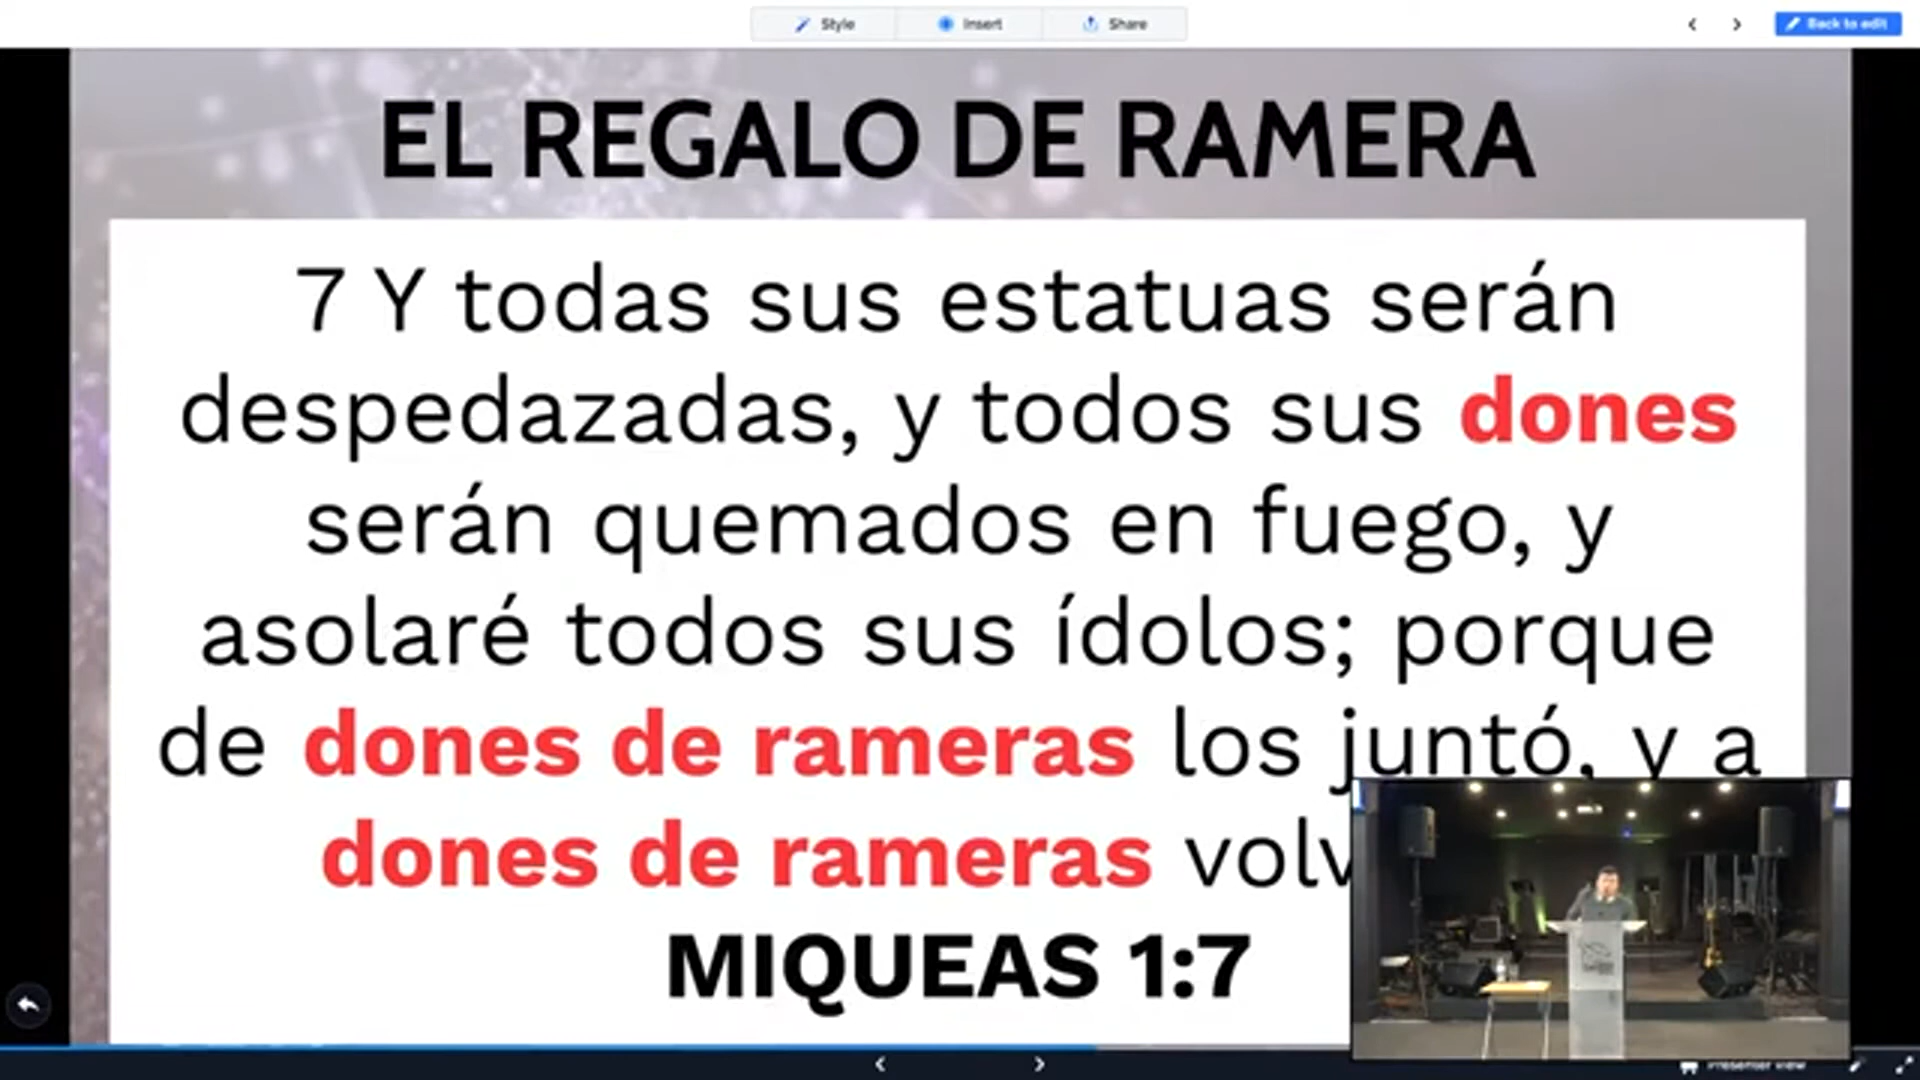 Style Insert Share Back to edit
EL REGALO DE RAMERA
7 Y todas sus estatuas serán
despedazadas, y todos sus dones
serán quemados en fuego, y
asolaré todos sus ídolos; porque
de dones de rameras los juntó, y a
dones de rameras
MIQUEAS 1:7
Presenter view